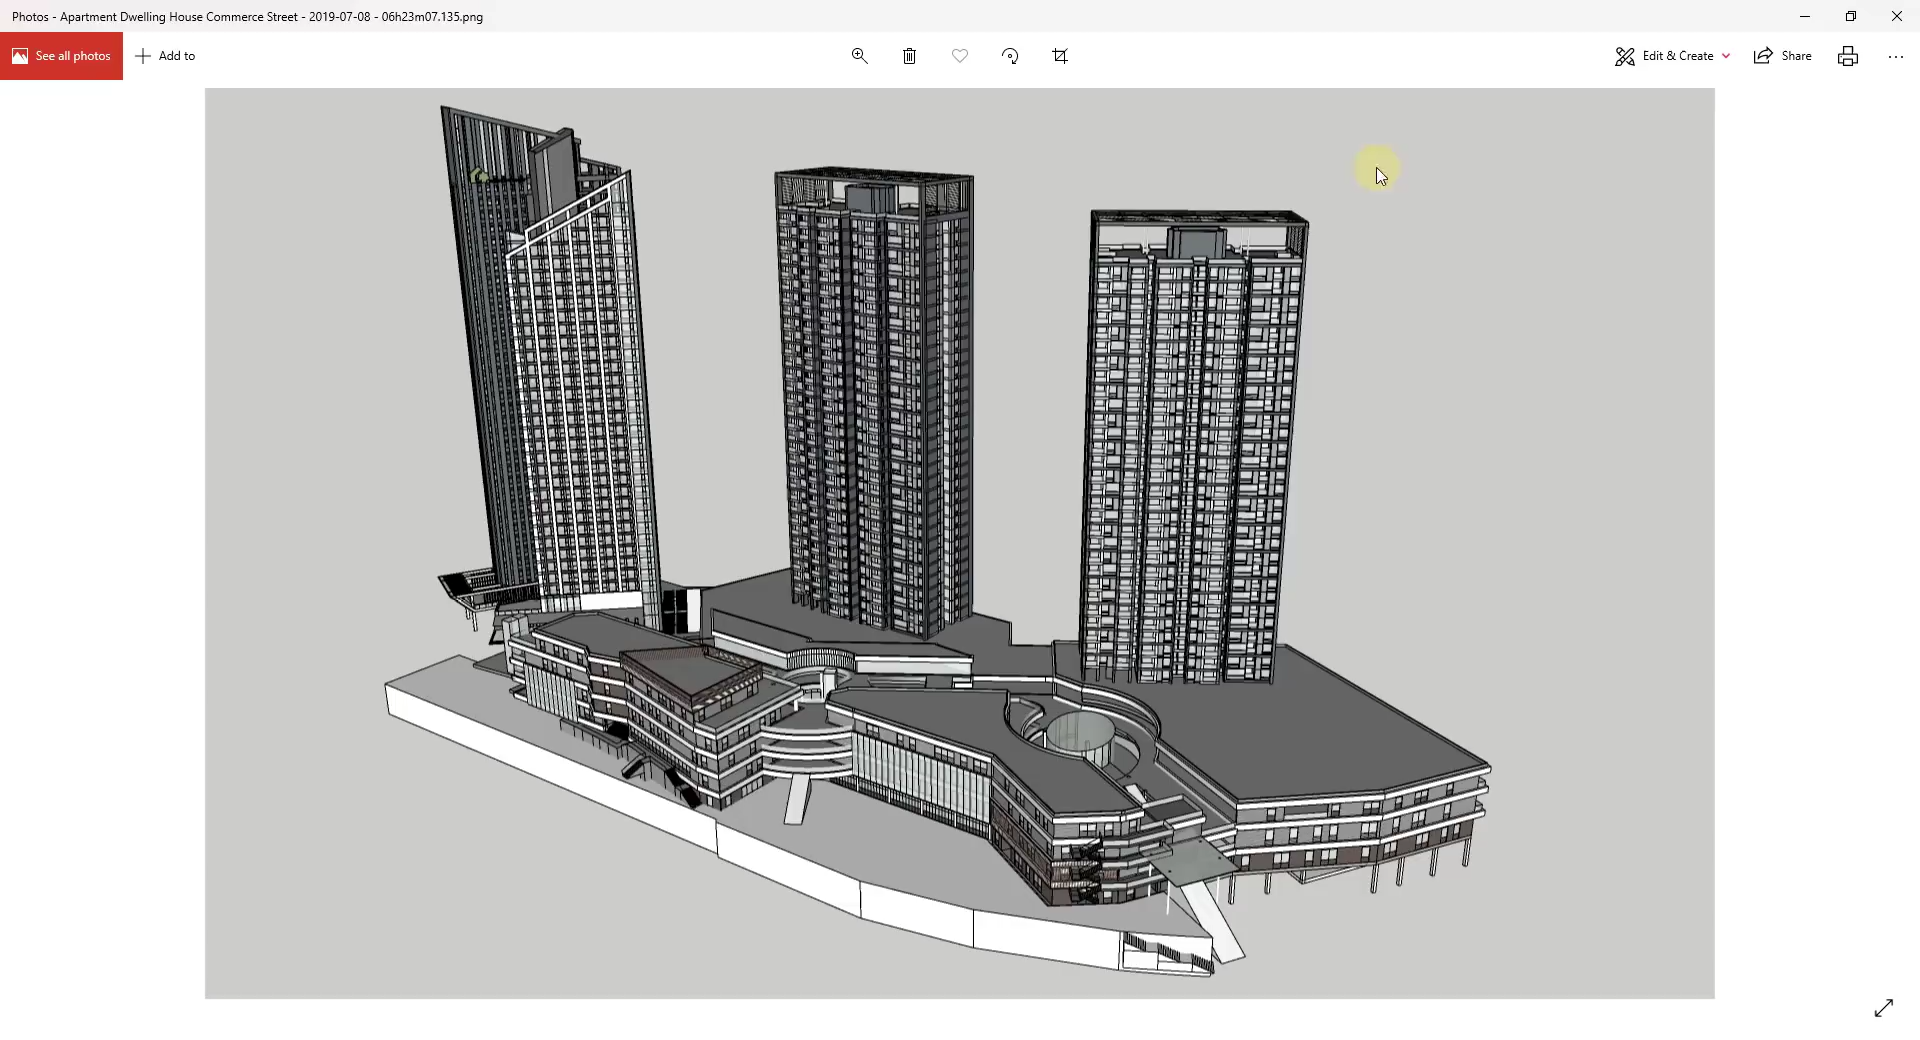 Photos - Apartment Dwelling House Commerce Street - 2019-07-08 - 06h23m07.135.png
See all photos
Add to
Edit & Create
Share